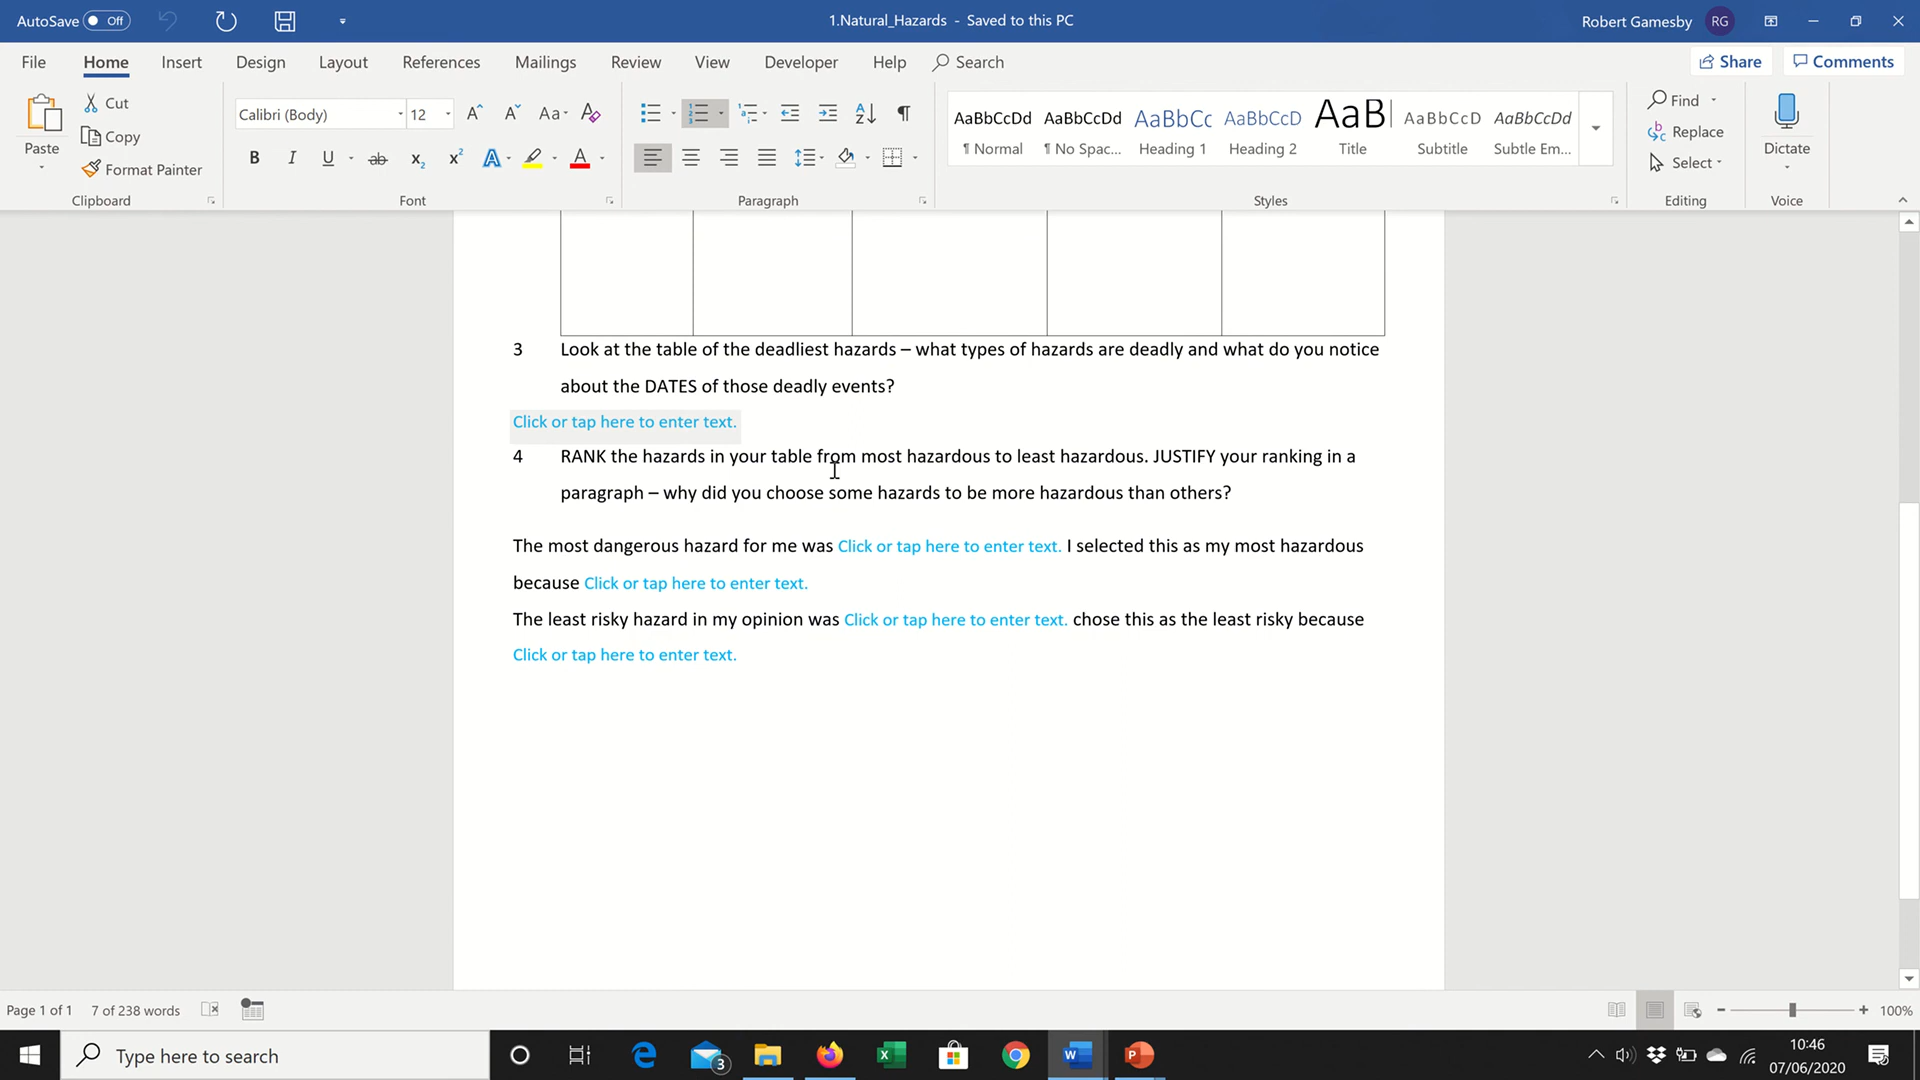 AutoSave Off 1.Natural_Hazards - Saved to this PC Robert Gamesby RG
File Home Insert Design Layout References Mailings Review View Developer Help Search Share Comments
Paste Cut Copy Format Painter
Clipboard
Calibri (Body) 12
Font
Paragraph
AaBbCcDd AaBbCcDd AaBbCc AaBbCcD AaB AaBbCcD AaBbCcDd
¶ Normal ¶ No Spac... Heading 1 Heading 2 Title Subtitle Subtle Em...
Styles
Find
Replace
Select
Editing
Dictate
Voice
3 Look at the table of the deadliest hazards – what types of hazards are deadly and what do you notice
about the DATES of those deadly events?
Click or tap here to enter text.
4 RANK the hazards in your table from most hazardous to least hazardous. JUSTIFY your ranking in a
paragraph – why did you choose some hazards to be more hazardous than others?
The most dangerous hazard for me was Click or tap here to enter text. I selected this as my most hazardous
because Click or tap here to enter text.
The least risky hazard in my opinion was Click or tap here to enter text. chose this as the least risky because
Click or tap here to enter text.
Page 1 of 1 7 of 238 words 100%
Type here to search 3 10:46
07/06/2020